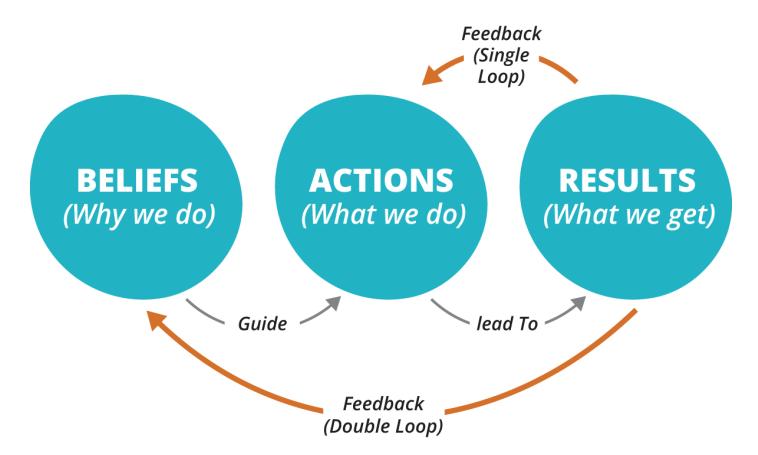 Feedback
(Single
Loop)
BELIEFS
(Why we do)
ACTIONS
(What we do)
RESULTS
(What we get)
Guide
lead To
Feedback
(Double Loop)